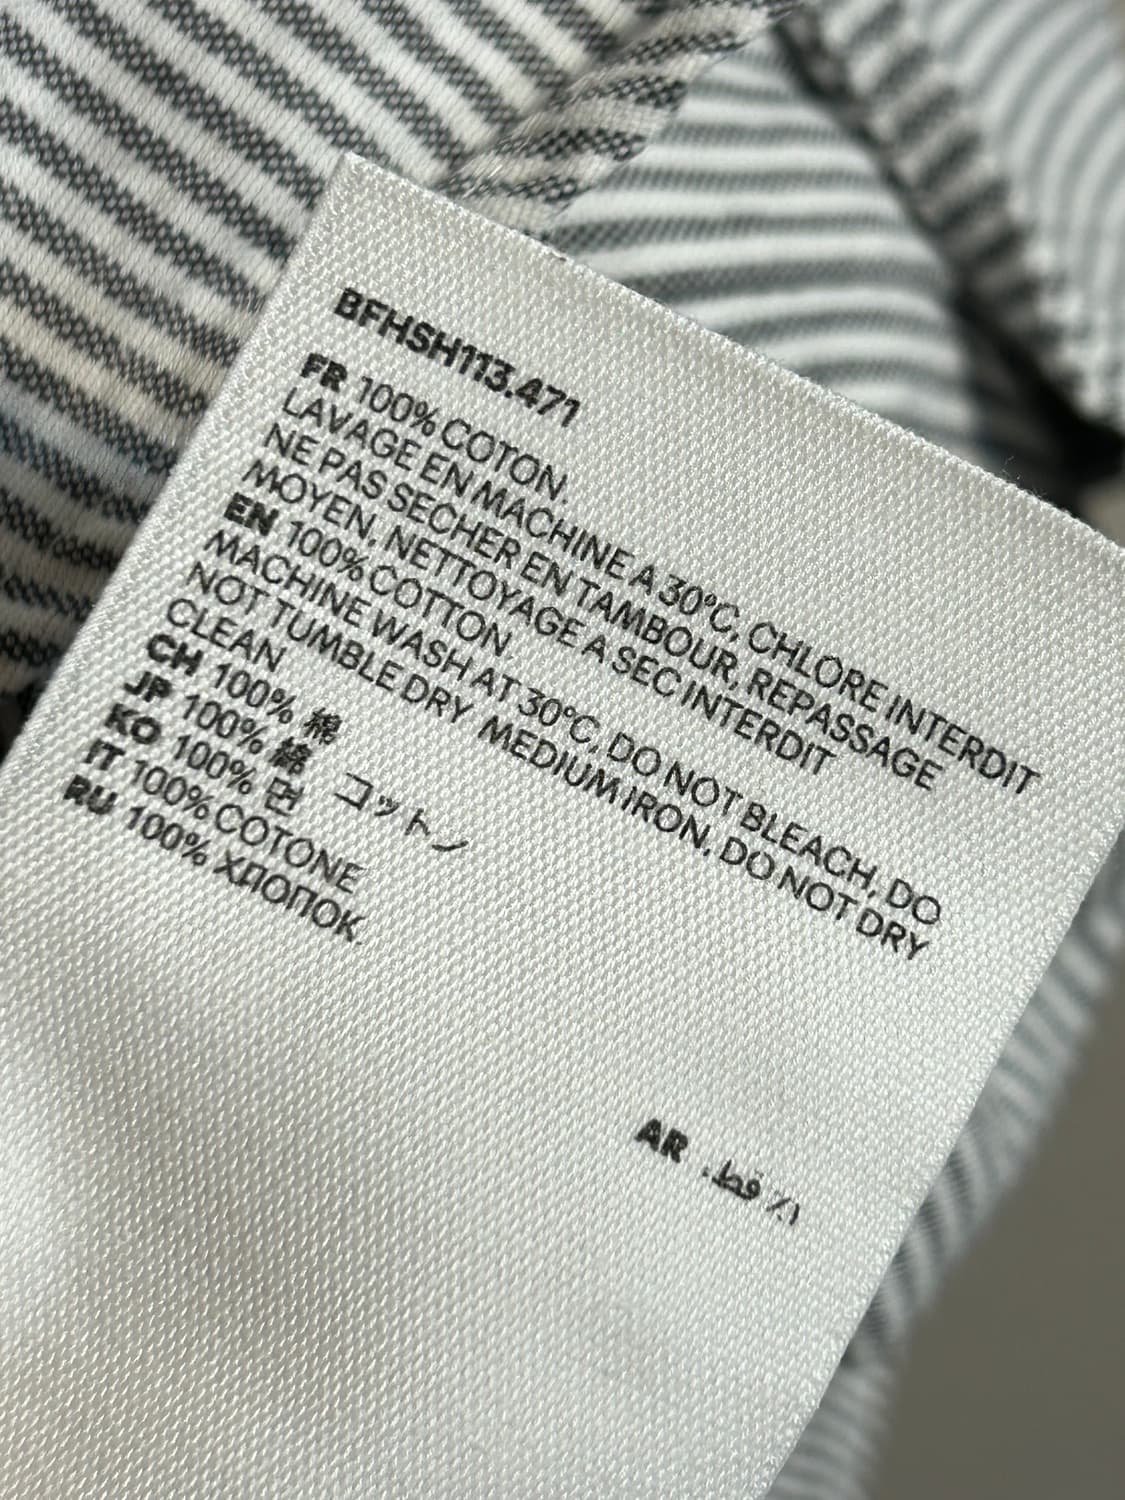 BFHSH113.471
FR 100% COTON.
LAVAGE EN MACHINE A 30°C, CHLORE INTERDIT
NE PAS SECHER EN TAMBOUR, REPASSAGE
MOYEN, NETTOYAGE A SEC INTERDIT
EN 100% COTTON.
MACHINE WASH AT 30°C, DO NOT BLEACH, DO
NOT TUMBLE DRY MEDIUM IRON, DO NOT DRY
CLEAN
CH 100% 棉
JP 100% 綿 コットン
KO 100% 면
IT 100% COTONE
RU 100% ХЛОПОК.
AR